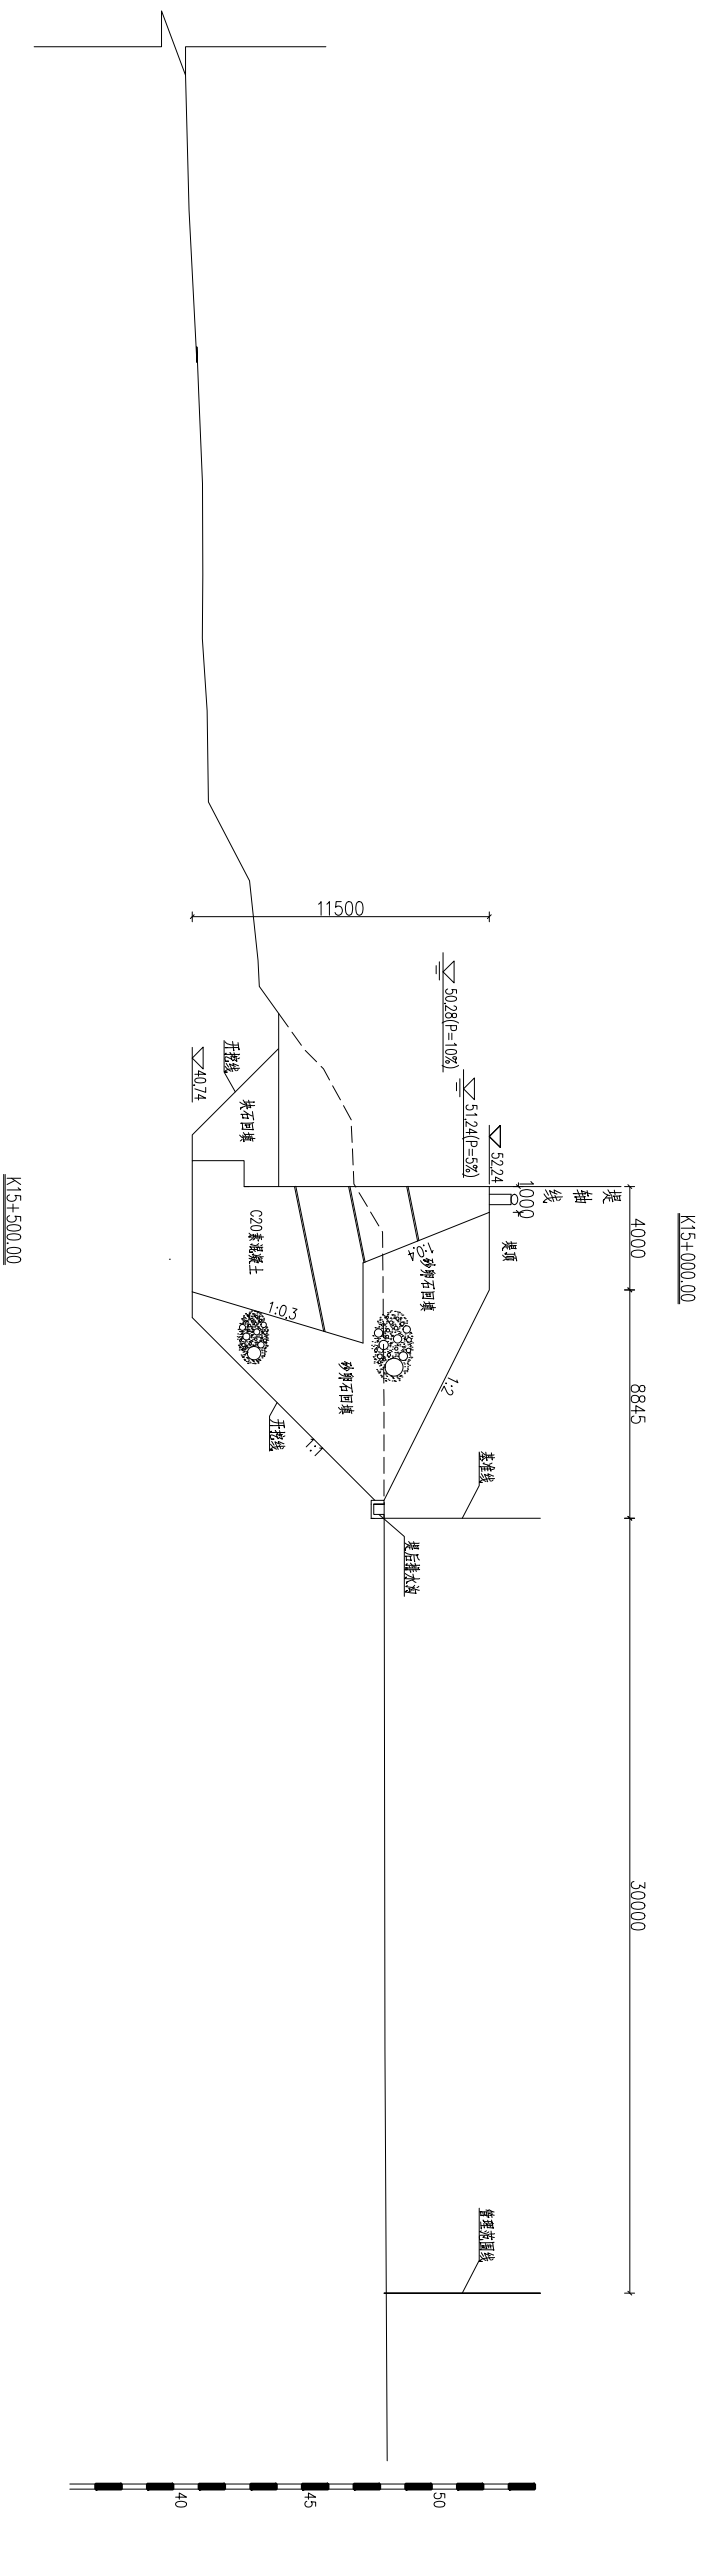 K15+000.00
4000
8845
30000
堤轴线
1000
堤顶
52.24
51.24(P=5%)
50.28(P=10%)
11500
基准线
管理范围线
1:2
1:0.4
砂卵石回填
堤后排水沟
砂卵石回填
1:1
1:0.3
开挖线
C20素混凝土
块石回填
开挖线
40.74
50
45
40
K15+500.00